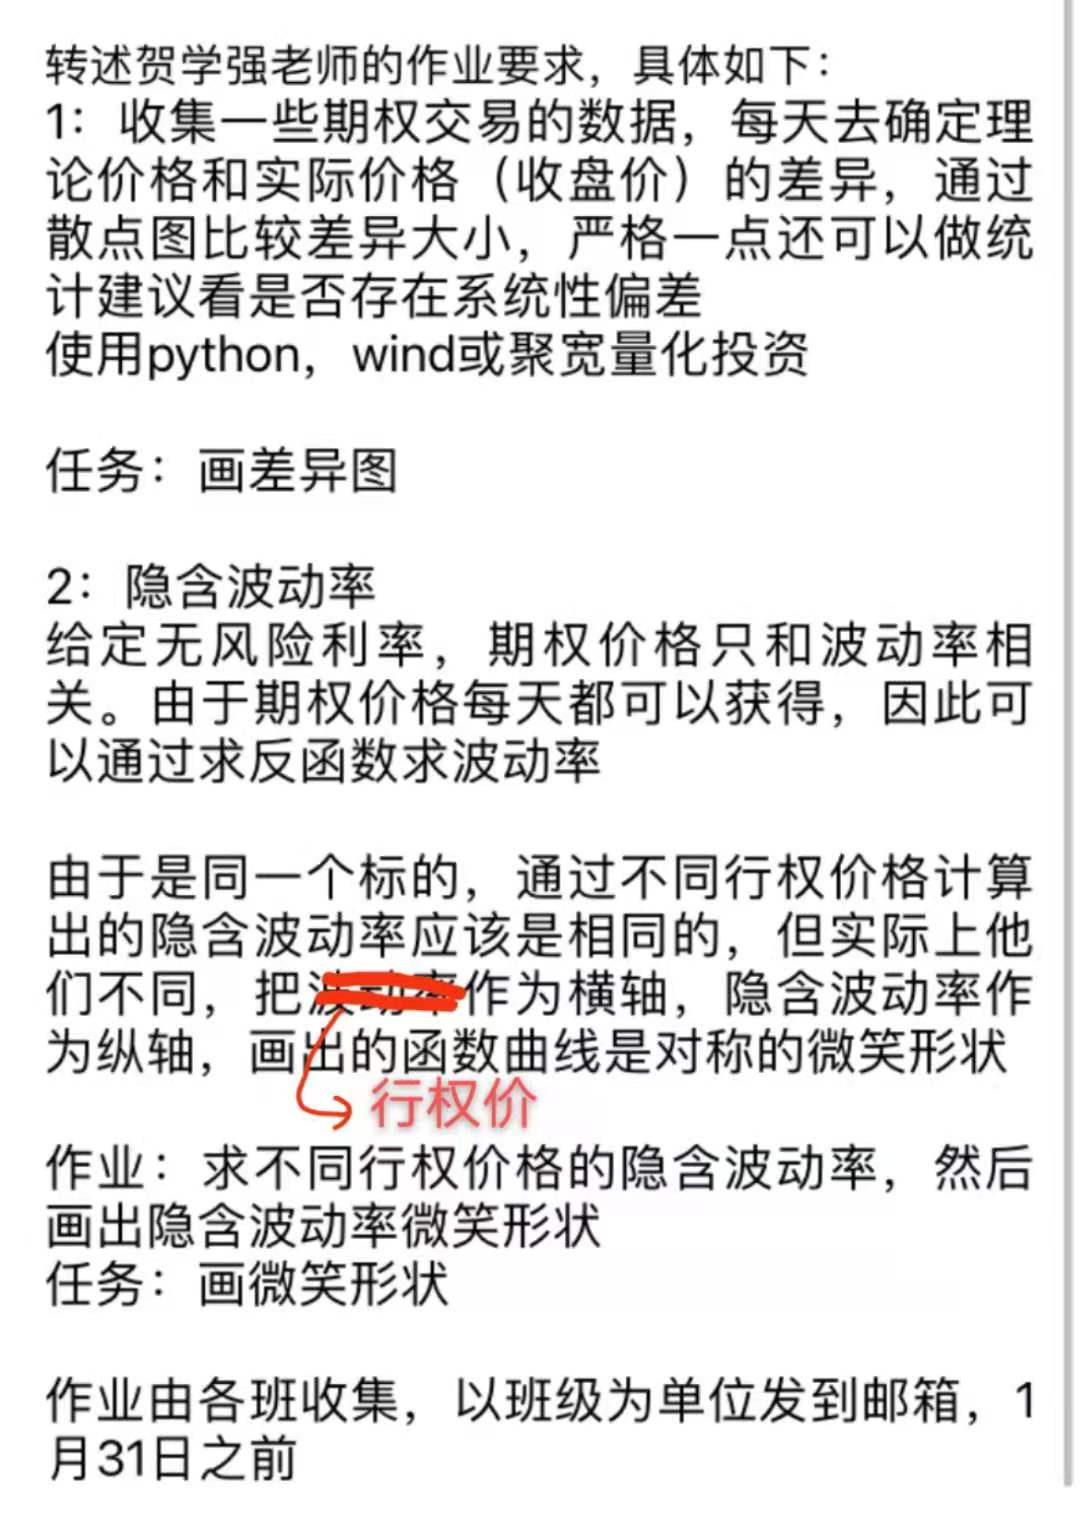 转述贺学强老师的作业要求，具体如下：
1：收集一些期权交易的数据，每天去确定理
论价格和实际价格（收盘价）的差异，通过
散点图比较差异大小，严格一点还可以做统
计建议看是否存在系统性偏差
使用python，wind或聚宽量化投资
任务：画差异图
2：隐含波动率
给定无风险利率，期权价格只和波动率相
关。由于期权价格每天都可以获得，因此可
以通过求反函数求波动率
由于是同一个标的，通过不同行权价格计算
出的隐含波动率应该是相同的，但实际上他
们不同，把波动率作为横轴，隐含波动率作
为纵轴，画出的函数曲线是对称的微笑形状
行权价
作业：求不同行权价格的隐含波动率，然后
画出隐含波动率微笑形状
任务：画微笑形状
作业由各班收集，以班级为单位发到邮箱，1
月31日之前